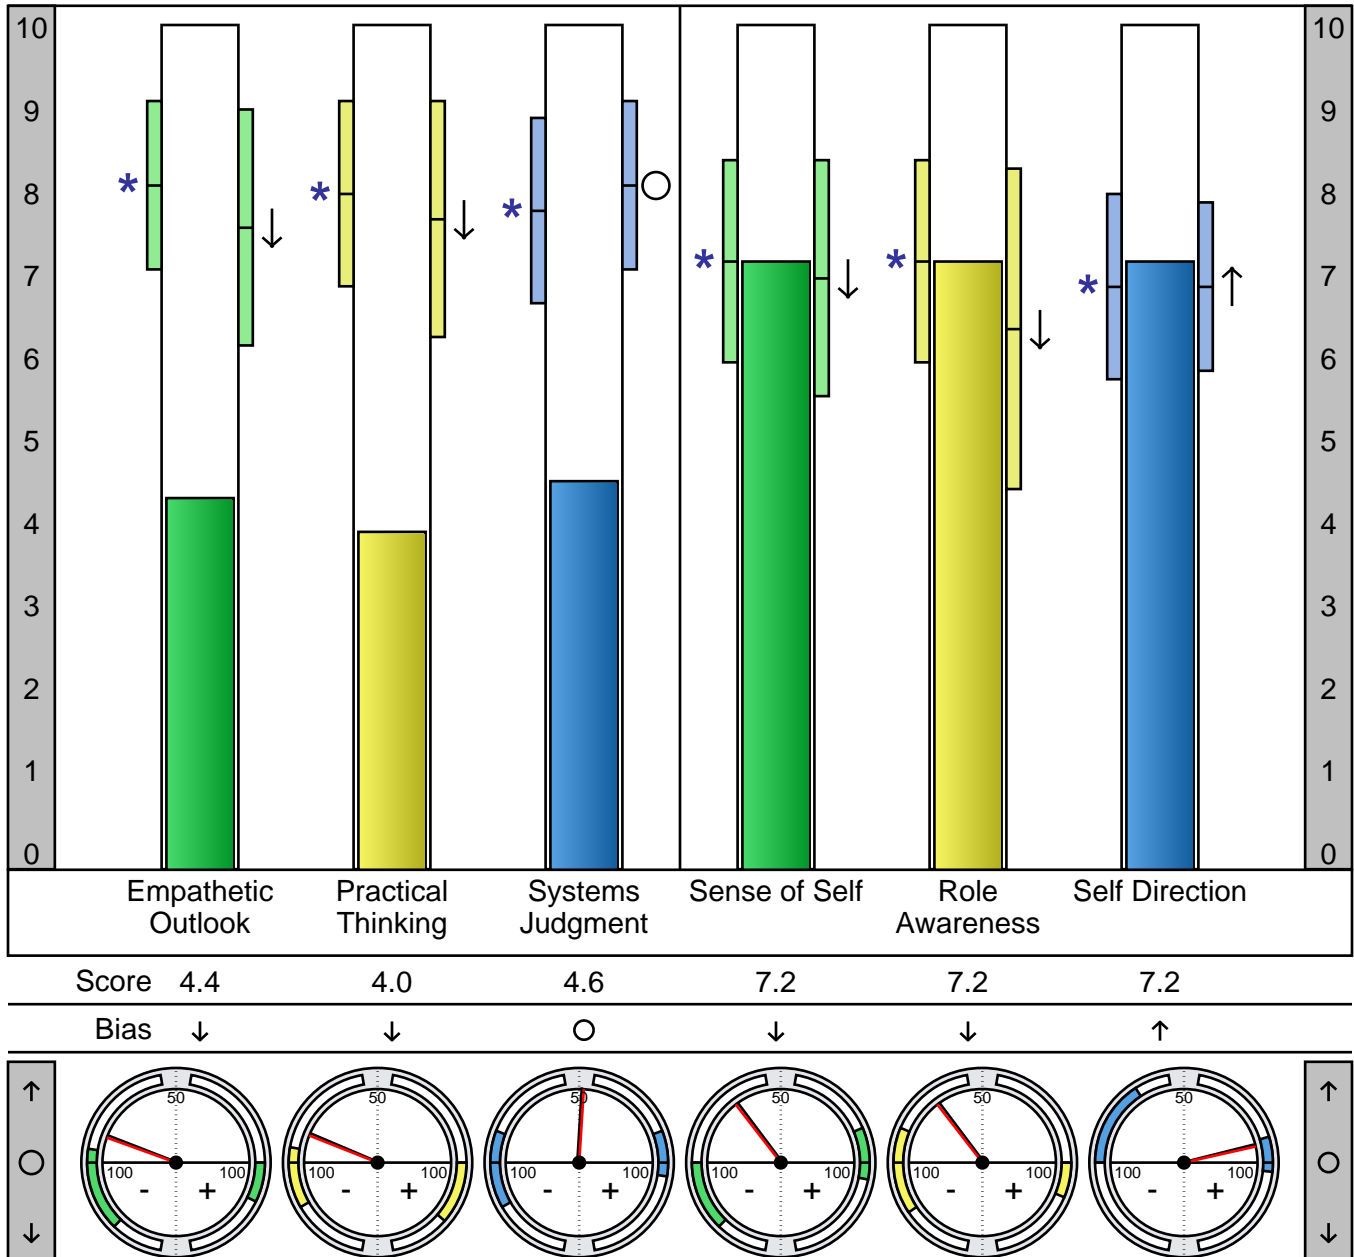 10 10
9 9
8 8
7 7
6 6
5 5
4 4
3 3
2 2
1 1
0 0
* * * * * *
↓ ↓ ○ ↓ ↓ ↑
Empathetic Practical Systems Sense of Self Role Self Direction
Outlook Thinking Judgment Awareness
Score 4.4 4.0 4.6 7.2 7.2 7.2
Bias ↓ ↓ ○ ↓ ↓ ↑
↑ 50 50 50 50 50 50 ↑
○ 100 100 100 100 100 100 100 100 100 100 100 100 ○
- + - + - + - + - + - +
↓ ↓